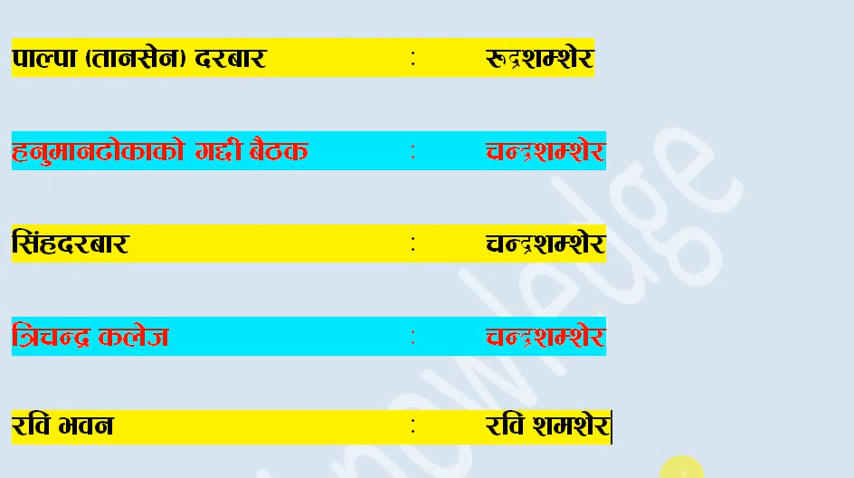 पाल्पा (तानसेन) दरबार : रूद्रशम्शेर
हनुमानढोकाको गद्दी बैठक : चन्द्रशम्शेर
सिंहदरबार : चन्द्रशम्शेर
त्रिचन्द्र कलेज : चन्द्रशम्शेर
रवि भवन : रवि शमशेर
knowledge